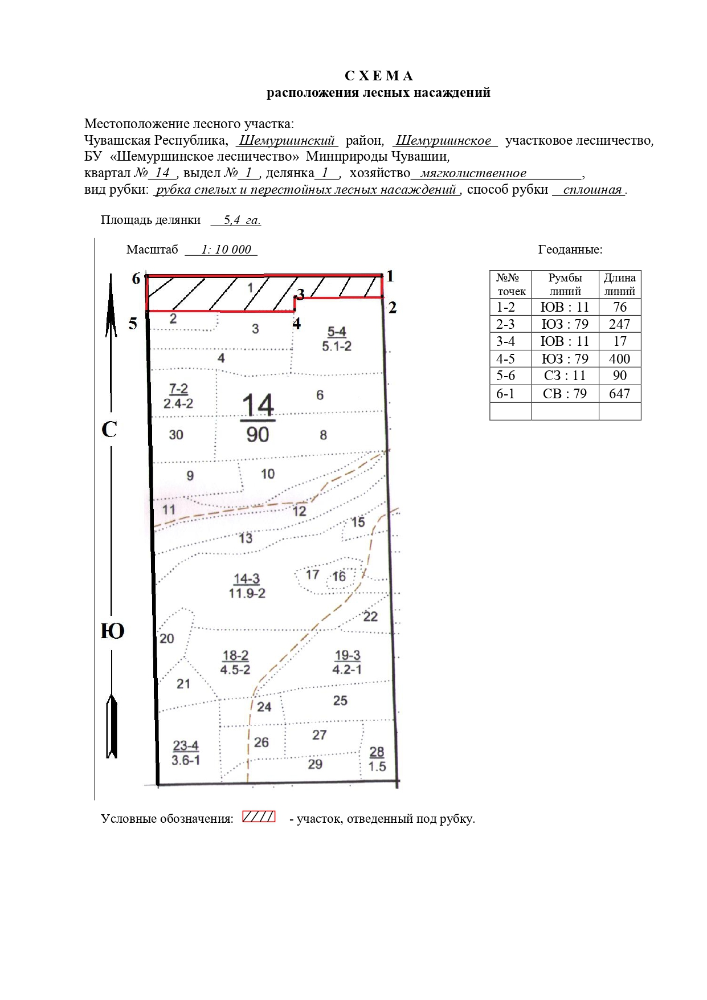 С Х Е М А
расположения лесных насаждений
Местоположение лесного участка:
Чувашская Республика, Шемуршинский район, Шемуршинское участковое лесничество,
БУ «Шемуршинское лесничество» Минприроды Чувашии,
квартал № 14 , выдел № 1 , делянка 1 , хозяйство мягколиственное ,
вид рубки: рубка спелых и перестойных лесных насаждений , способ рубки сплошная .
Площадь делянки 5,4 га.
Масштаб 1: 10 000
Геоданные:
№№ точек Румбы линий Длина линий
1-2 ЮВ : 11 76
2-3 ЮЗ : 79 247
3-4 ЮВ : 11 17
4-5 ЮЗ : 79 400
5-6 СЗ : 11 90
6-1 СВ : 79 647
6 1 1
3 2
5 2 4
3
5-4
5.1-2
4
7-2
2.4-2
6
14
90
С
30 8
9 10
11 12
15
13
17 16
14-3
11.9-2
22
Ю
20
18-2
4.5-2
19-3
4.2-1
21
25
24
27
26
23-4
3.6-1
28
1.5
29
Условные обозначения: - участок, отведенный под рубку.